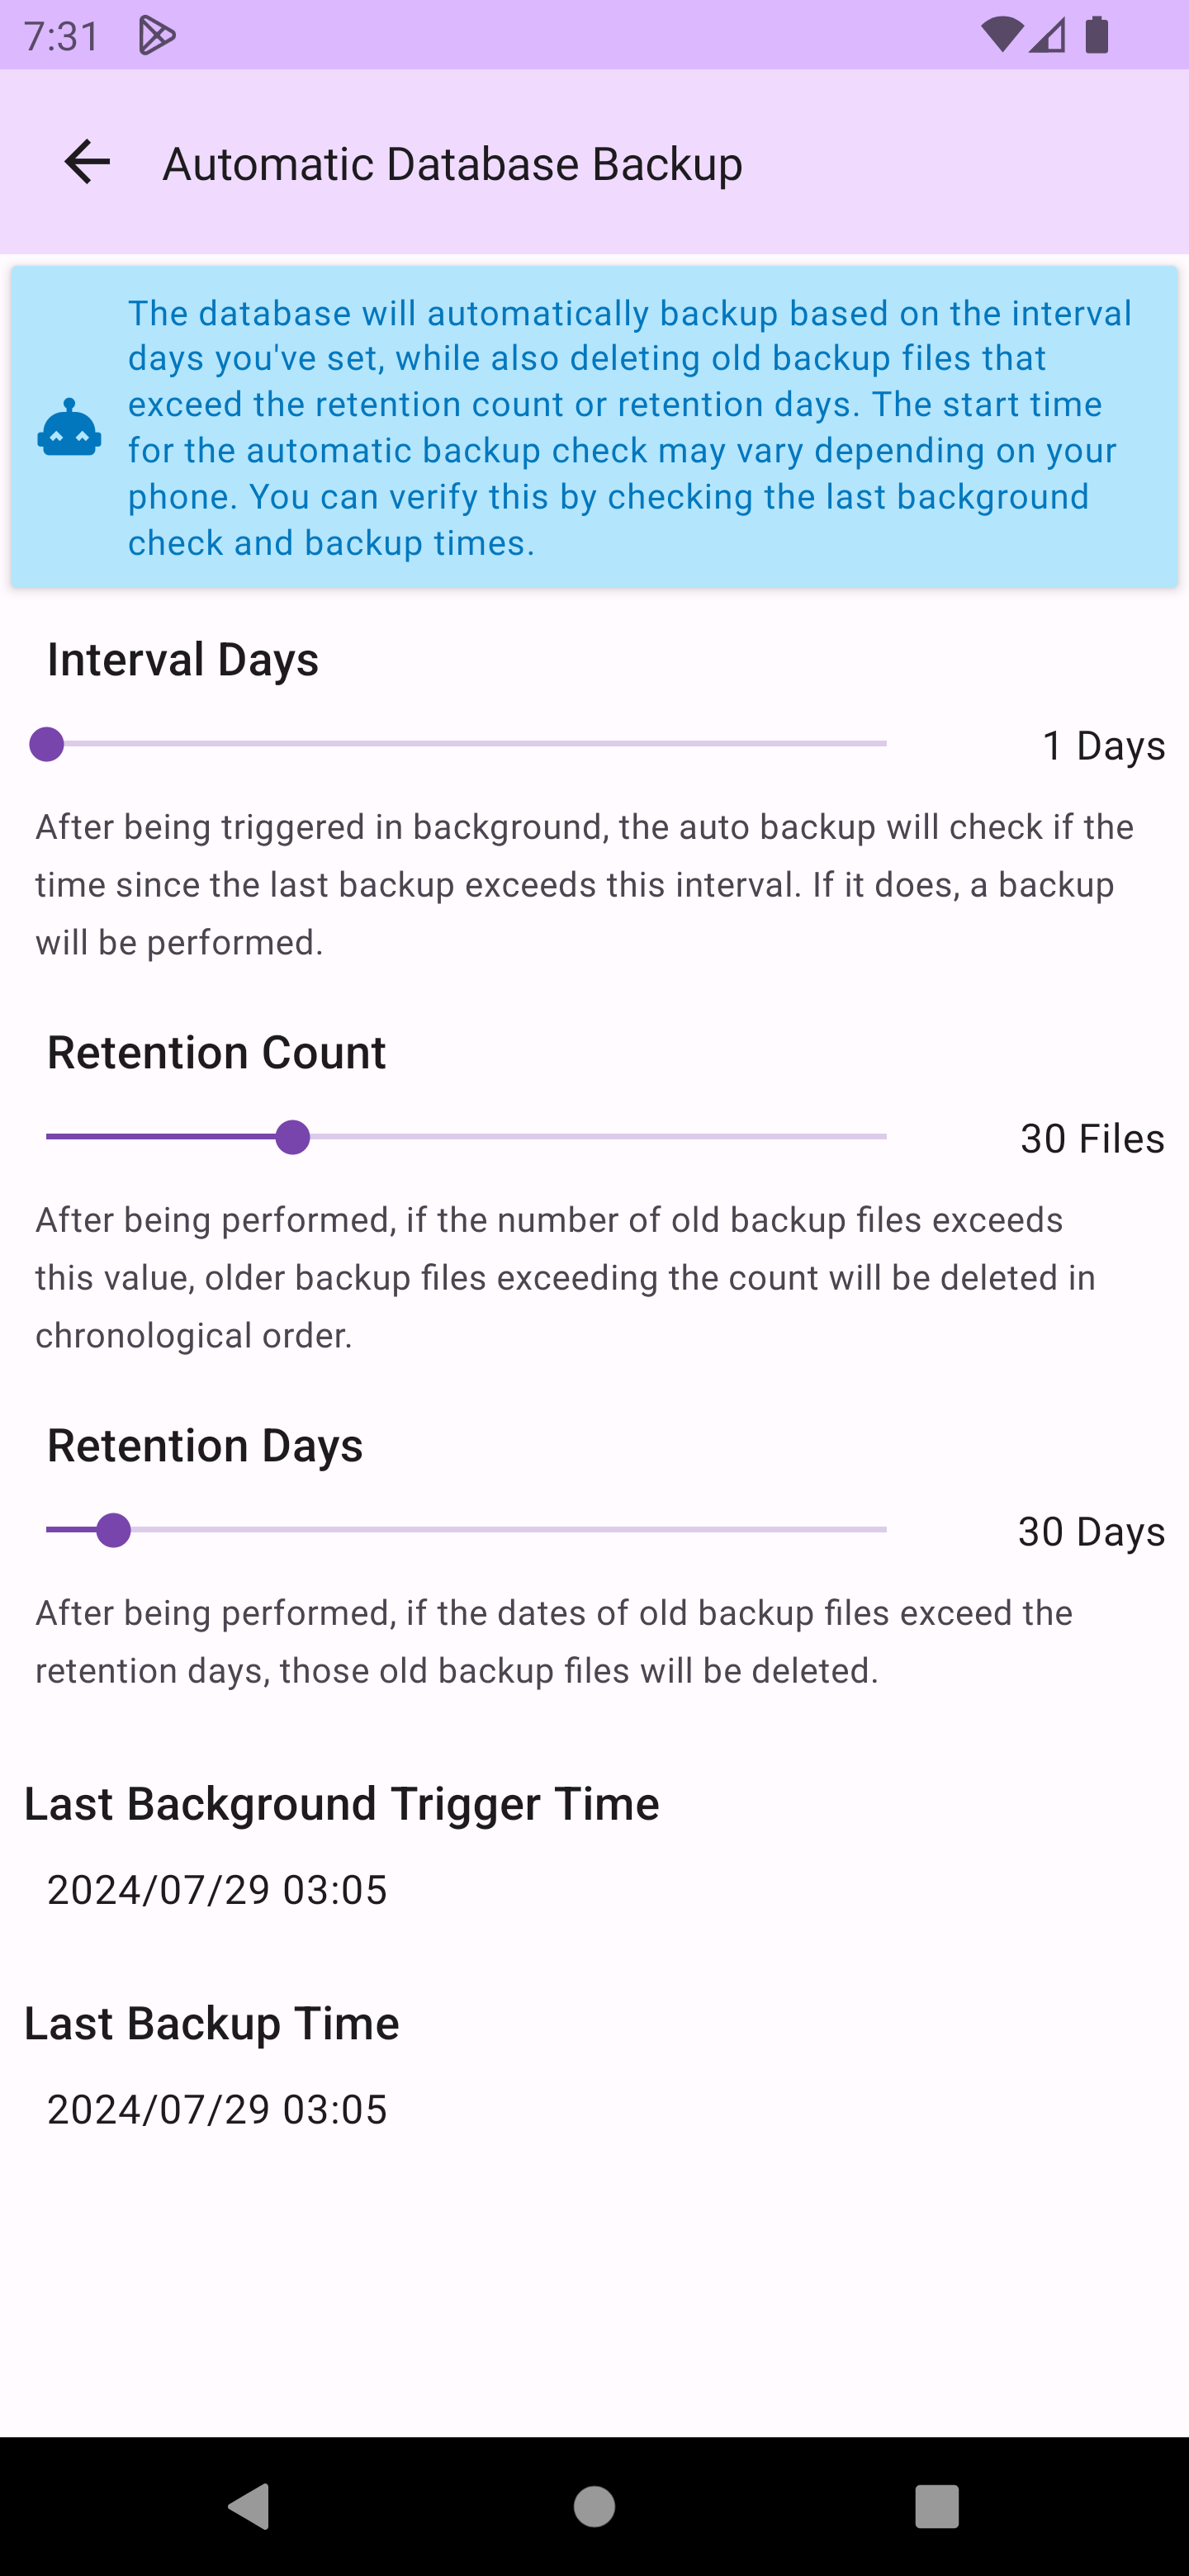 7:31
Automatic Database Backup
The database will automatically backup based on the interval
days you've set, while also deleting old backup files that
exceed the retention count or retention days. The start time
for the automatic backup check may vary depending on your
phone. You can verify this by checking the last background
check and backup times.
Interval Days
1 Days
After being triggered in background, the auto backup will check if the
time since the last backup exceeds this interval. If it does, a backup
will be performed.
Retention Count
30 Files
After being performed, if the number of old backup files exceeds
this value, older backup files exceeding the count will be deleted in
chronological order.
Retention Days
30 Days
After being performed, if the dates of old backup files exceed the
retention days, those old backup files will be deleted.
Last Background Trigger Time
2024/07/29 03:05
Last Backup Time
2024/07/29 03:05